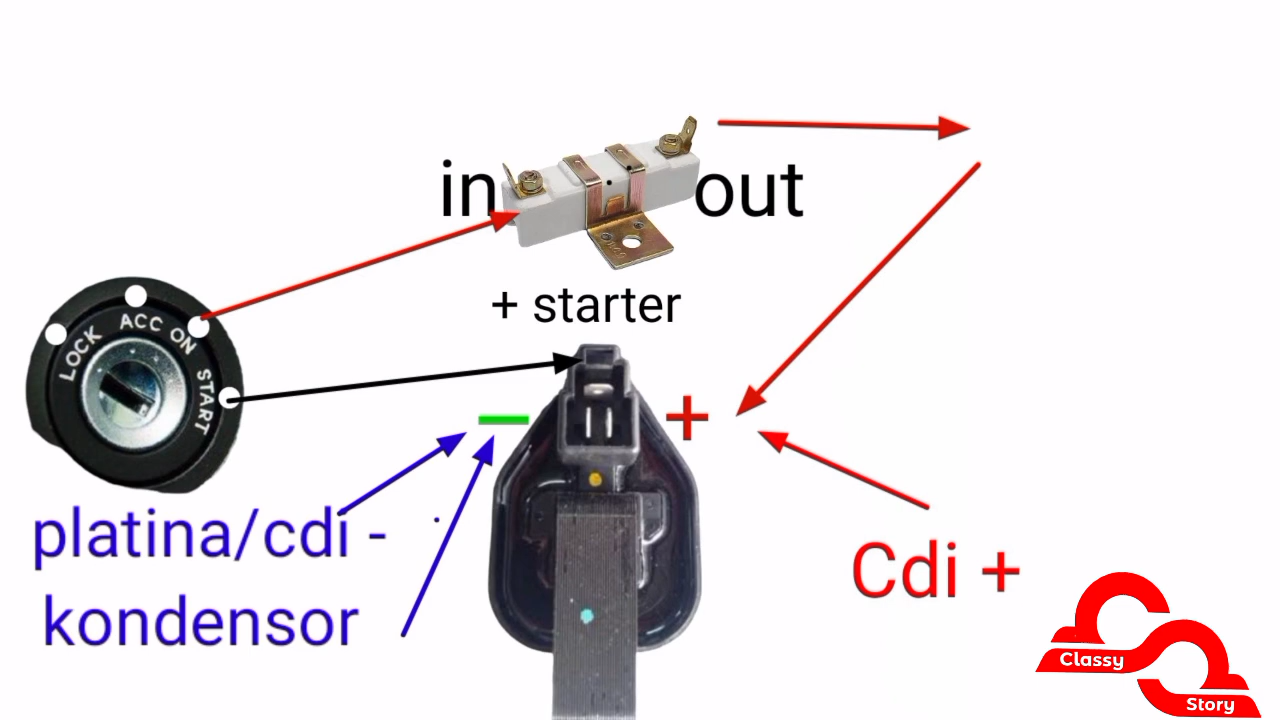 in
out
+ starter
LOCK
ACC
ON
START
–
+
platina/cdi -
kondensor
Cdi +
Classy
Story